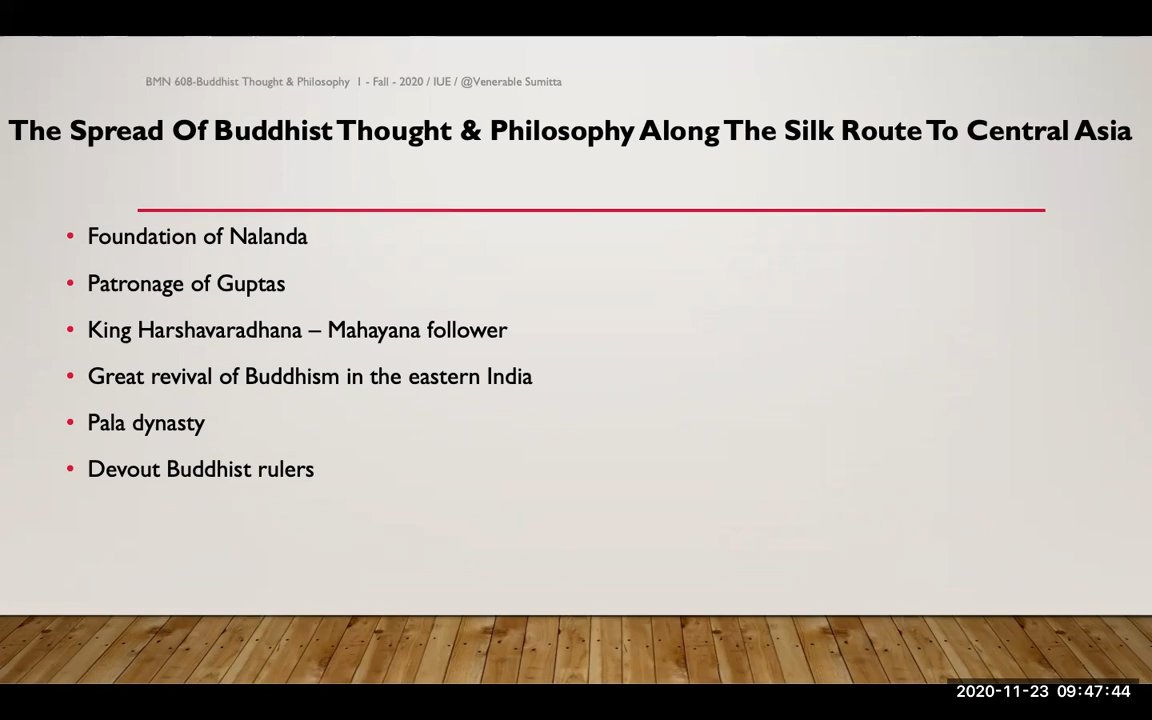 BMN 608-Buddhist Thought & Philosophy I - Fall - 2020 / IUE / @Venerable Sumitta
The Spread Of Buddhist Thought & Philosophy Along The Silk Route To Central Asia
• Foundation of Nalanda
• Patronage of Guptas
• King Harshavaradhana – Mahayana follower
• Great revival of Buddhism in the eastern India
• Pala dynasty
• Devout Buddhist rulers
2020-11-23 09:47:44